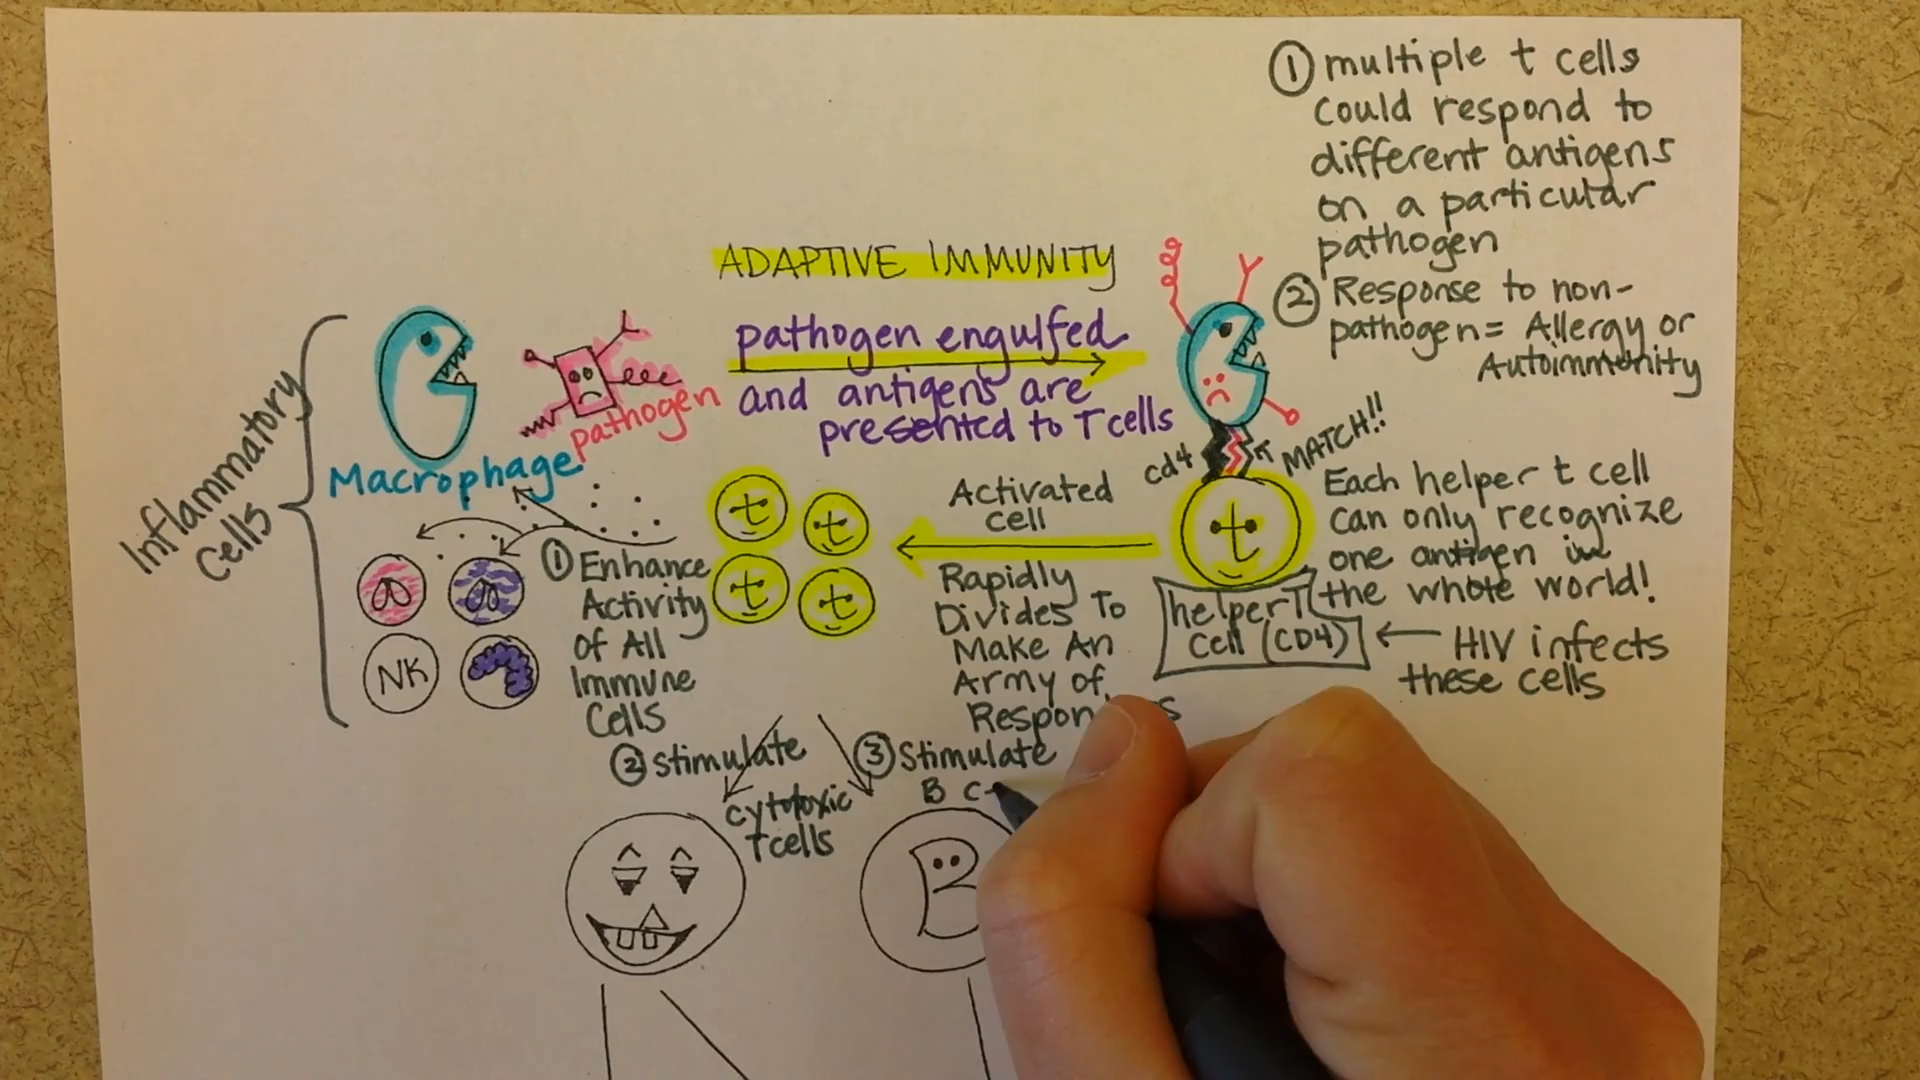 ① multiple t cells
could respond to
different antigens
on a particular
pathogen
② Response to non-
pathogen = Allergy or
Autoimmunity
ADAPTIVE IMMUNITY
pathogen engulfed
and antigens are
presented to T cells
pathogen
Macrophage
Inflammatory
Cells
cd4
MATCH!!
Each helper t cell
can only recognize
one antigen in
the whole world!
helper T
cell (CD4)
HIV infects
these cells
Activated
cell
Rapidly
Divides To
Make An
Army of
t
t
t
t
t
① Enhance
Activity
of All
Immune
Cells
NK
② stimulate
cytotoxic
T cells
③ Stimulate
B
B